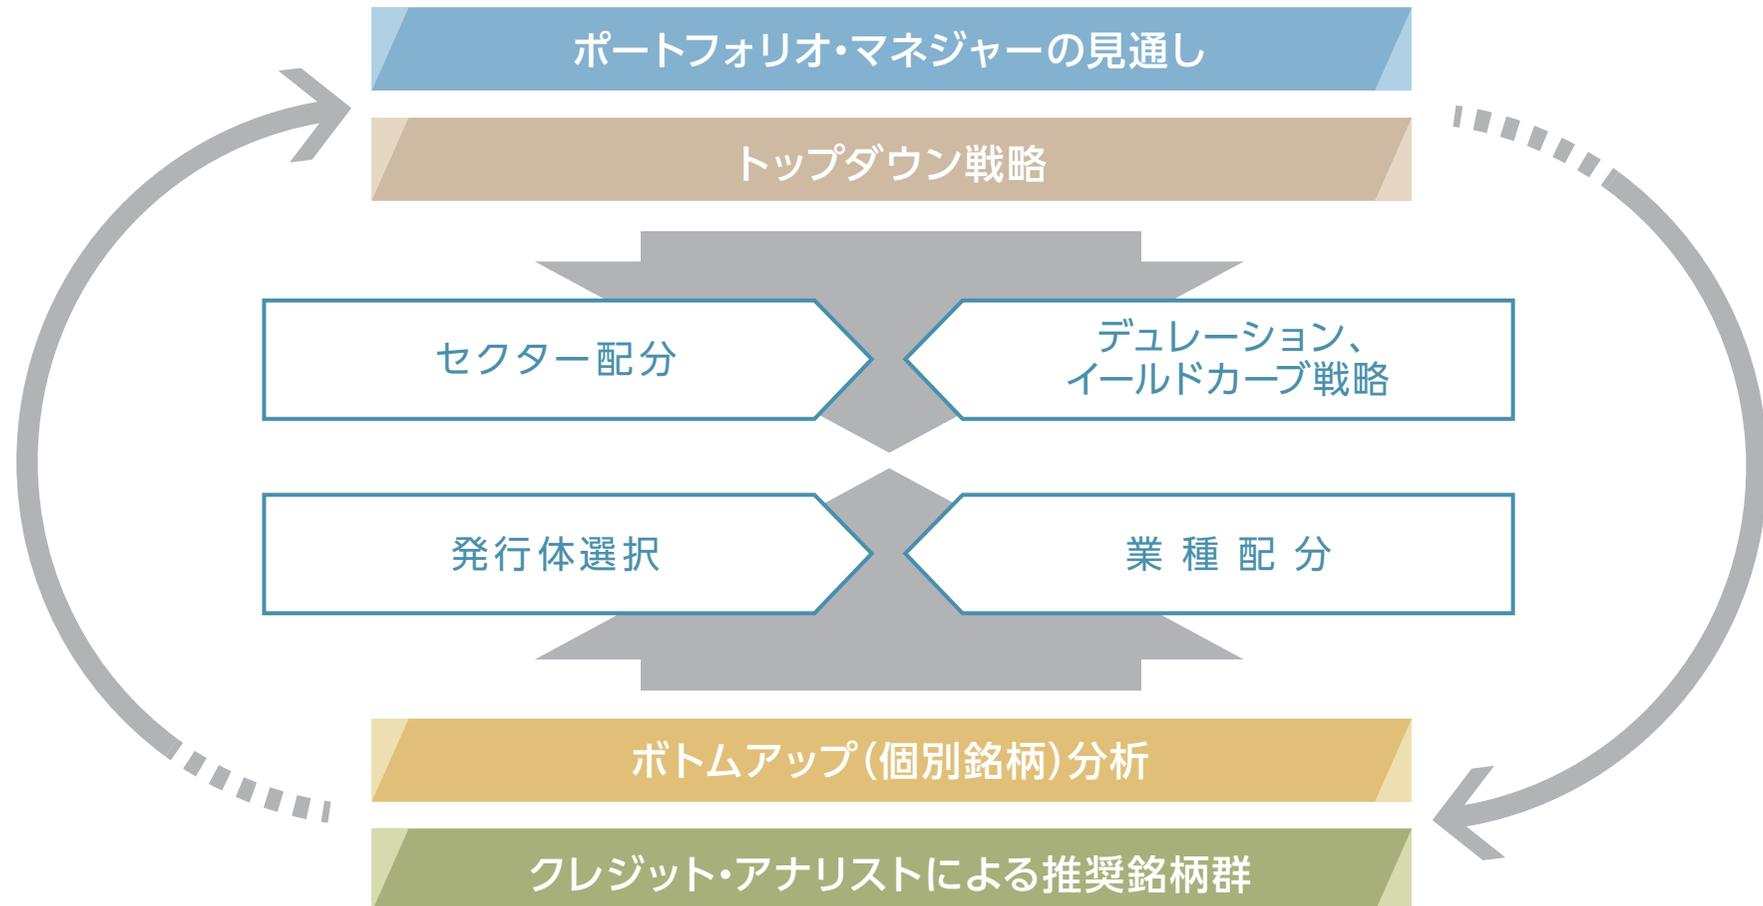 ポートフォリオ・マネジャーの見通し
トップダウン戦略
セクター配分
デュレーション、
イールドカーブ戦略
発行体選択
業種配分
ボトムアップ（個別銘柄）分析
クレジット・アナリストによる推奨銘柄群